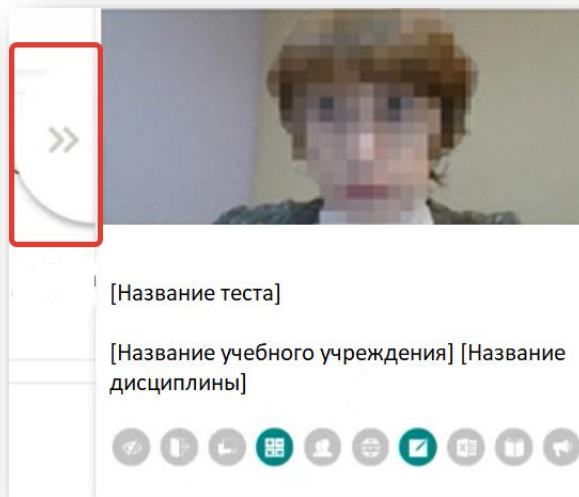 [Название теста]
[Название учебного учреждения] [Название
дисциплины]